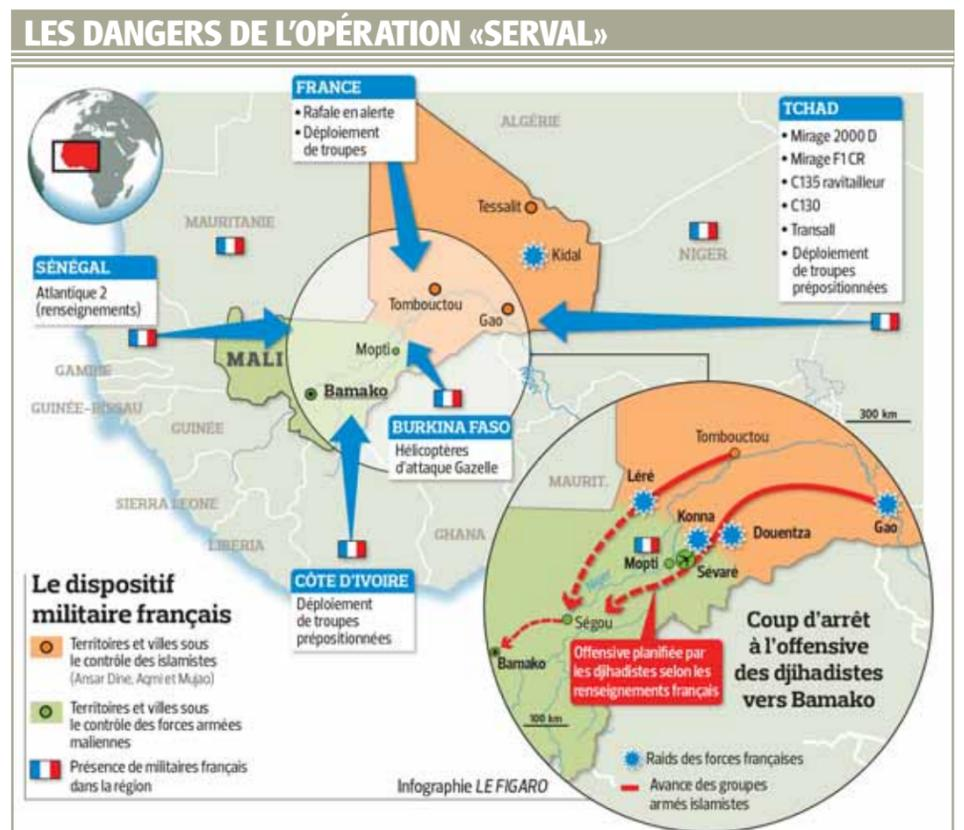 LES DANGERS DE L'OPÉRATION «SERVAL»
FRANCE
• Rafale en alerte
• Déploiement
de troupes
ALGÉRIE
TCHAD
• Mirage 2000 D
• Mirage F1 CR
• C135 ravitailleur
• C130
• Transall
• Déploiement
de troupes
prépositionnées
Tessalit
Kidal
MAURITANIE
NIGER
SÉNÉGAL
Atlantique 2
(renseignements)
Tombouctou
Gao
Mopti
MALI
Bamako
GAMBIE
GUINÉE-BISSAU
GUINÉE
BURKINA FASO
Hélicoptères
d'attaque Gazelle
300 km
SIERRA LEONE
LIBERIA
GHANA
CÔTE D'IVOIRE
Déploiement
de troupes
prépositionnées
MAURIT.
Tombouctou
Léré
Konna
Douentza
Gao
Mopti
Sévaré
Niger
Ségou
Bamako
Offensive planifiée par
les djihadistes selon les
renseignements français
100 km
Coup d'arrêt
à l'offensive
des djihadistes
vers Bamako
Raids des forces françaises
Avance des groupes
armés islamistes
Le dispositif
militaire français
Territoires et villes sous
le contrôle des islamistes
(Ansar Dine, Aqmi et Mujao)
Territoires et villes sous
le contrôle des forces armées
maliennes
Présence de militaires français
dans la région
Infographie LE FIGARO